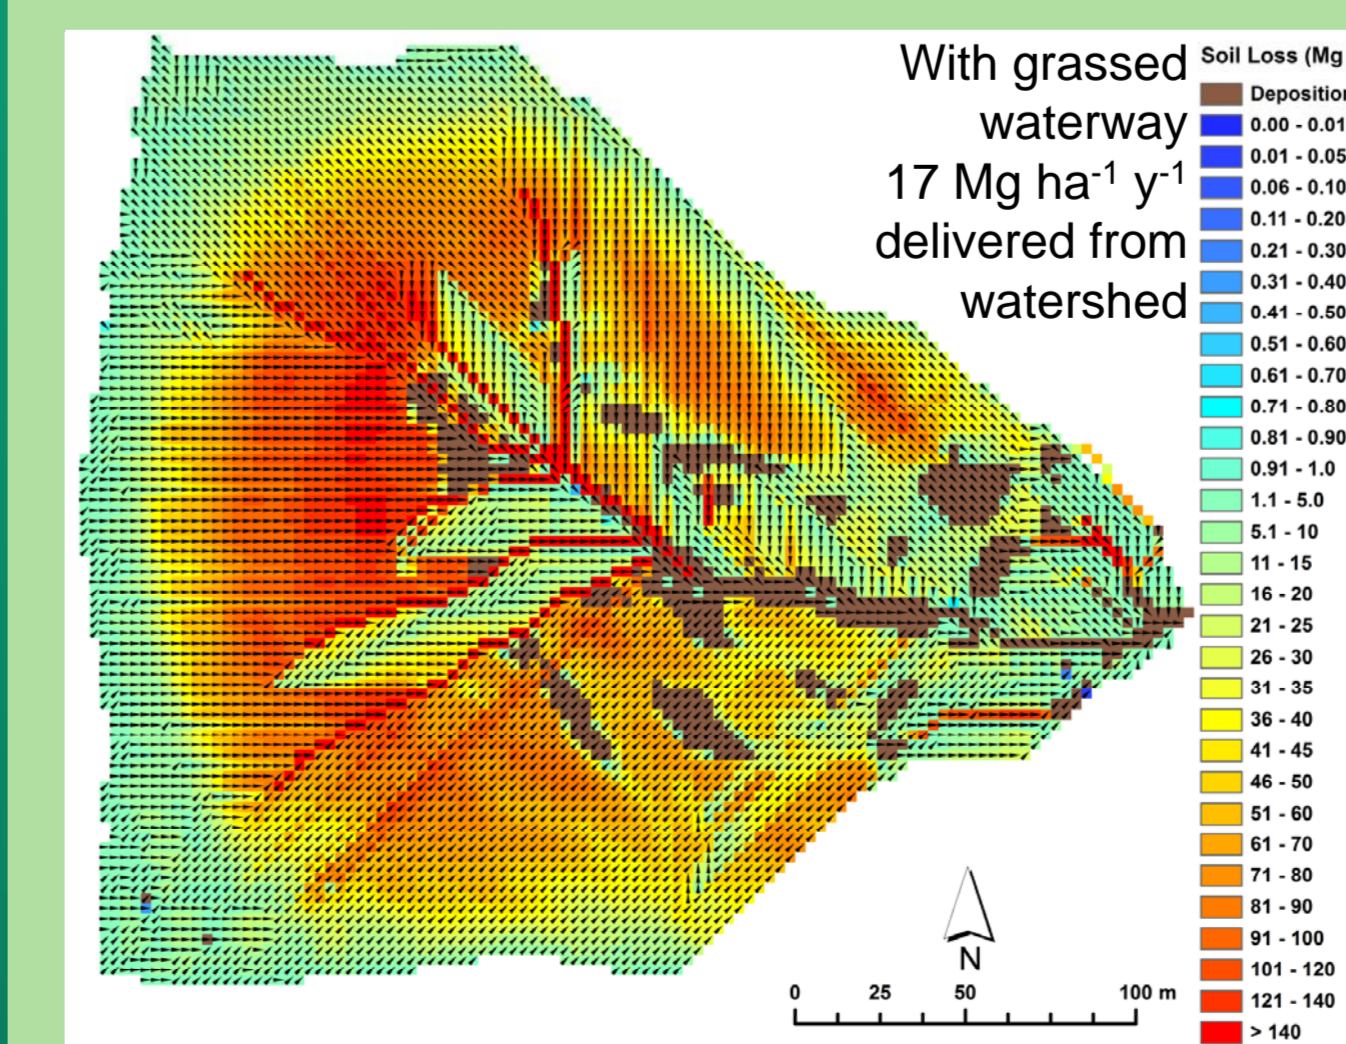 With grassed
waterway
17 Mg ha-1 y-1
delivered from
watershed
Soil Loss (Mg
Deposition
0.00 - 0.01
0.01 - 0.05
0.06 - 0.10
0.11 - 0.20
0.21 - 0.30
0.31 - 0.40
0.41 - 0.50
0.51 - 0.60
0.61 - 0.70
0.71 - 0.80
0.81 - 0.90
0.91 - 1.0
1.1 - 5.0
5.1 - 10
11 - 15
16 - 20
21 - 25
26 - 30
31 - 35
36 - 40
41 - 45
46 - 50
51 - 60
61 - 70
71 - 80
81 - 90
91 - 100
101 - 120
121 - 140
> 140
N
0 25 50 100 m